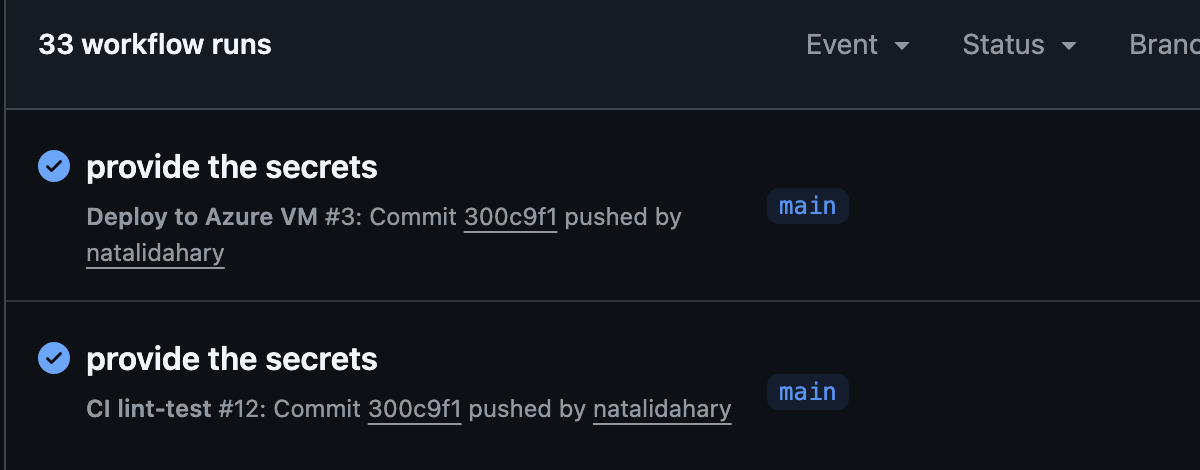 33 workflow runs
Event
Status
provide the secrets
Deploy to Azure VM #3: Commit 300c9f1 pushed by
natalidahary
main
provide the secrets
CI lint-test #12: Commit 300c9f1 pushed by natalidahary
main